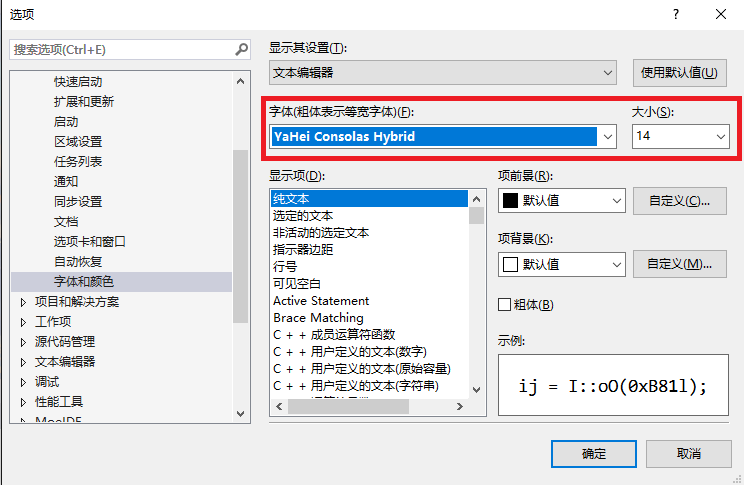 选项
?
搜索选项(Ctrl+E)
快速启动
扩展和更新
启动
区域设置
任务列表
通知
同步设置
文档
选项卡和窗口
自动恢复
字体和颜色
项目和解决方案
工作项
源代码管理
文本编辑器
调试
性能工具
显示其设置(T):
文本编辑器
使用默认值(U)
字体(粗体表示等宽字体)(F):
大小(S):
YaHei Consolas Hybrid
14
显示项(D):
纯文本
选定的文本
非活动的选定文本
指示器边距
行号
可见空白
Active Statement
Brace Matching
C + + 成员运算符函数
C + + 用户定义的文本(数字)
C + + 用户定义的文本(原始容量)
C + + 用户定义的文本(字符串)
项前景(R):
默认值
自定义(C)...
项背景(K):
默认值
自定义(M)...
粗体(B)
示例:
ij = I::oO(0xB81l);
确定
取消